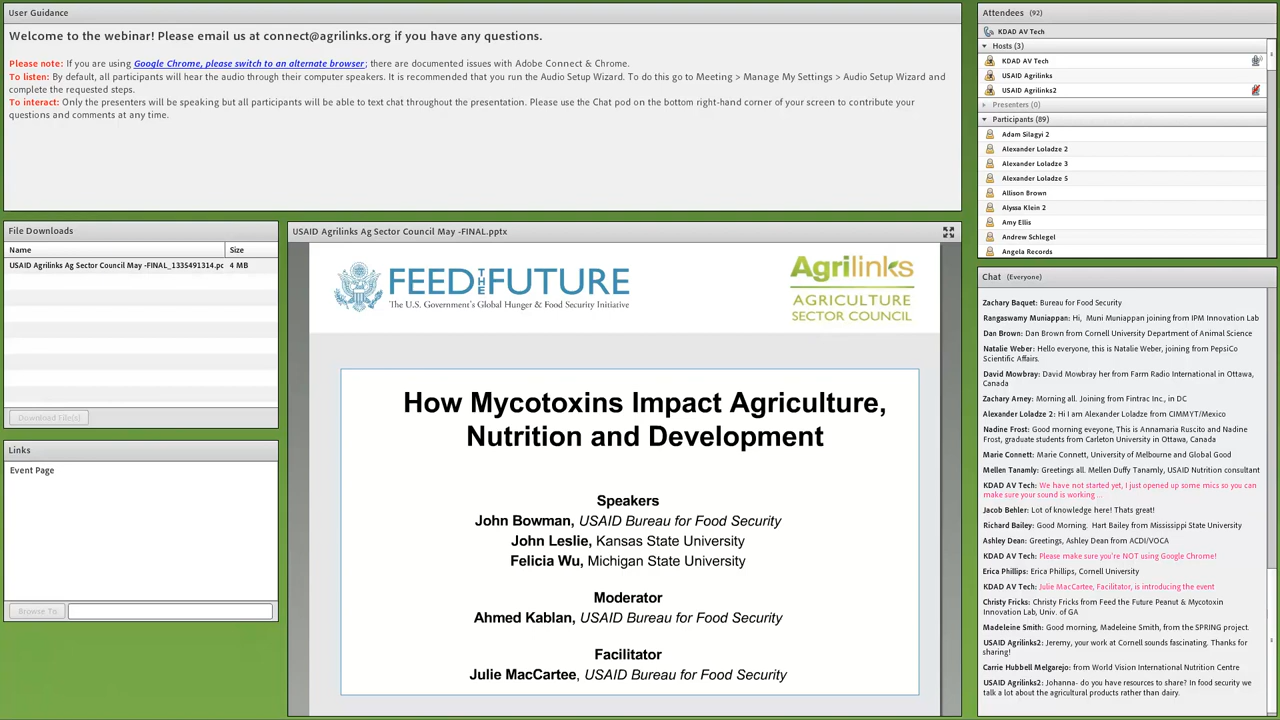 User Guidance
Welcome to the webinar! Please email us at connect@agrilinks.org if you have any questions.
Please note: If you are using Google Chrome, please switch to an alternate browser; there are documented issues with Adobe Connect & Chrome.
To listen: By default, all participants will hear the audio through their computer speakers. It is recommended that you run the Audio Setup Wizard. To do this go to Meeting > Manage My Settings > Audio Setup Wizard and
complete the requested steps.
To interact: Only the presenters will be speaking but all participants will be able to text chat throughout the presentation. Please use the Chat pod on the bottom right-hand corner of your screen to contribute your
questions and comments at any time.
File Downloads
Name Size
USAID Agrilinks Ag Sector Council May -FINAL_1335491314.pc 4 MB
Download File(s)
Links
Event Page
Browse To
USAID Agrilinks Ag Sector Council May -FINAL.pptx
FEED THE FUTURE
The U.S. Government's Global Hunger & Food Security Initiative
Agrilinks
AGRICULTURE
SECTOR COUNCIL
How Mycotoxins Impact Agriculture,
Nutrition and Development
Speakers
John Bowman, USAID Bureau for Food Security
John Leslie, Kansas State University
Felicia Wu, Michigan State University
Moderator
Ahmed Kablan, USAID Bureau for Food Security
Facilitator
Julie MacCartee, USAID Bureau for Food Security
Attendees (92)
KDAD AV Tech
Hosts (3)
KDAD AV Tech
USAID Agrilinks
USAID Agrilinks2
Presenters (0)
Participants (89)
Adam Silagyi 2
Alexander Loladze 2
Alexander Loladze 3
Alexander Loladze 5
Allison Brown
Alyssa Klein 2
Amy Ellis
Andrew Schlegel
Angela Records
Chat (Everyone)
Zachary Baquet: Bureau for Food Security
Rangaswamy Muniappan: Hi, Muni Muniappan joining from IPM Innovation Lab
Dan Brown: Dan Brown from Cornell University Department of Animal Science
Natalie Weber: Hello everyone, this is Natalie Weber, joining from PepsiCo
Scientific Affairs.
David Mowbray: David Mowbray her from Farm Radio International in Ottawa,
Canada
Zachary Arney: Morning all. Joining from Fintrac Inc., in DC
Alexander Loladze 2: Hi I am Alexander Loladze from CIMMYT/Mexico
Nadine Frost: Good morning eveyone, This is Annamaria Ruscito and Nadine
Frost, graduate students from Carleton University in Ottawa, Canada
Marie Connett: Marie Connett, University of Melbourne and Global Good
Mellen Tanamly: Greetings all. Mellen Duffy Tanamly, USAID Nutrition consultant
KDAD AV Tech: We have not started yet, I just opened up some mics so you can
make sure your sound is working ...
Jacob Behler: Lot of knowledge here! Thats great!
Richard Bailey: Good Morning. Hart Bailey from Mississippi State University
Ashley Dean: Greetings, Ashley Dean from ACDI/VOCA
KDAD AV Tech: Please make sure you're NOT using Google Chrome!
Erica Phillips: Erica Phillips, Cornell University
KDAD AV Tech: Julie MacCartee, Facilitator, is introducing the event
Christy Fricks: Christy Fricks from Feed the Future Peanut & Mycotoxin
Innovation Lab, Univ. of GA
Madeleine Smith: Good morning, Madeleine Smith, from the SPRING project.
USAID Agrilinks2: Jeremy, your work at Cornell sounds fascinating. Thanks for
sharing!
Carrie Hubbell Melgarejo: from World Vision International Nutrition Centre
USAID Agrilinks2: Johanna- do you have resources to share? In food security we
talk a lot about the agricultural products rather than dairy.